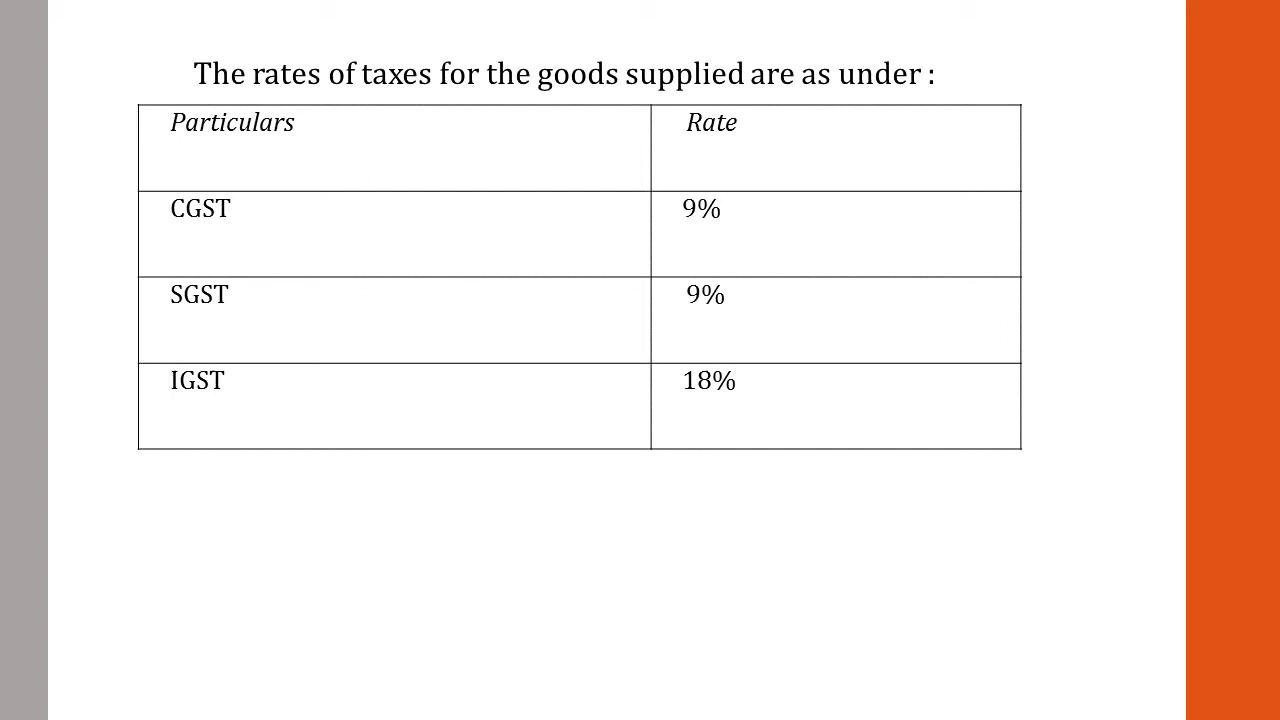 The rates of taxes for the goods supplied are as under :
Particulars Rate
CGST 9%
SGST 9%
IGST 18%